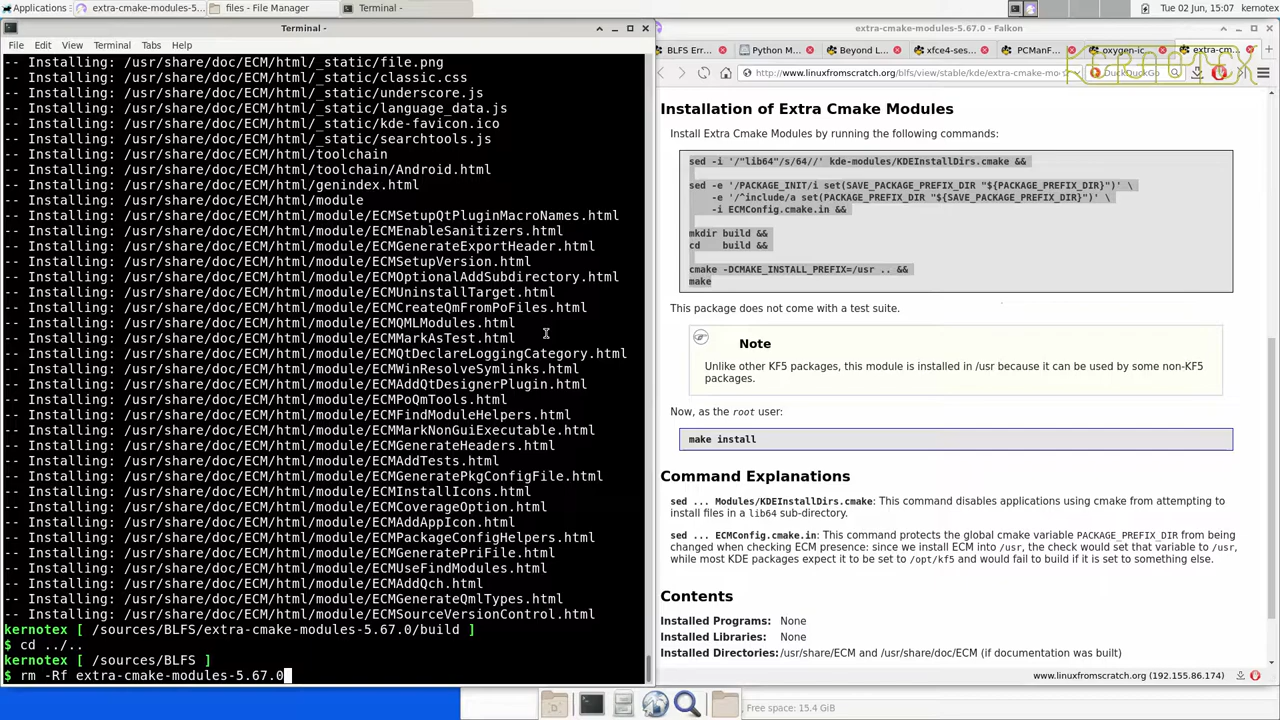 Applications
extra-cmake-modules-5....
files - File Manager
Terminal -
Tue 02 Jun, 15:07
kernotex
Terminal -
extra-cmake-modules-5.67.0 - Falkon
File Edit View Terminal Tabs Help
-- Installing: /usr/share/doc/ECM/html/_static/file.png
-- Installing: /usr/share/doc/ECM/html/_static/classic.css
-- Installing: /usr/share/doc/ECM/html/_static/underscore.js
-- Installing: /usr/share/doc/ECM/html/_static/language_data.js
-- Installing: /usr/share/doc/ECM/html/_static/kde-favicon.ico
-- Installing: /usr/share/doc/ECM/html/_static/searchtools.js
-- Installing: /usr/share/doc/ECM/html/toolchain
-- Installing: /usr/share/doc/ECM/html/toolchain/Android.html
-- Installing: /usr/share/doc/ECM/html/genindex.html
-- Installing: /usr/share/doc/ECM/html/module
-- Installing: /usr/share/doc/ECM/html/module/ECMSetupQtPluginMacroNames.html
-- Installing: /usr/share/doc/ECM/html/module/ECMEnableSanitizers.html
-- Installing: /usr/share/doc/ECM/html/module/ECMGenerateExportHeader.html
-- Installing: /usr/share/doc/ECM/html/module/ECMSetupVersion.html
-- Installing: /usr/share/doc/ECM/html/module/ECMOptionalAddSubdirectory.html
-- Installing: /usr/share/doc/ECM/html/module/ECMUninstallTarget.html
-- Installing: /usr/share/doc/ECM/html/module/ECMCreateQmFromPoFiles.html
-- Installing: /usr/share/doc/ECM/html/module/ECMQMLModules.html
-- Installing: /usr/share/doc/ECM/html/module/ECMMarkAsTest.html
-- Installing: /usr/share/doc/ECM/html/module/ECMQtDeclareLoggingCategory.html
-- Installing: /usr/share/doc/ECM/html/module/ECMWinResolveSymlinks.html
-- Installing: /usr/share/doc/ECM/html/module/ECMAddQtDesignerPlugin.html
-- Installing: /usr/share/doc/ECM/html/module/ECMPoQmTools.html
-- Installing: /usr/share/doc/ECM/html/module/ECMFindModuleHelpers.html
-- Installing: /usr/share/doc/ECM/html/module/ECMMarkNonGuiExecutable.html
-- Installing: /usr/share/doc/ECM/html/module/ECMGenerateHeaders.html
-- Installing: /usr/share/doc/ECM/html/module/ECMAddTests.html
-- Installing: /usr/share/doc/ECM/html/module/ECMGeneratePkgConfigFile.html
-- Installing: /usr/share/doc/ECM/html/module/ECMInstallIcons.html
-- Installing: /usr/share/doc/ECM/html/module/ECMCoverageOption.html
-- Installing: /usr/share/doc/ECM/html/module/ECMAddAppIcon.html
-- Installing: /usr/share/doc/ECM/html/module/ECMPackageConfigHelpers.html
-- Installing: /usr/share/doc/ECM/html/module/ECMGeneratePriFile.html
-- Installing: /usr/share/doc/ECM/html/module/ECMUseFindModules.html
-- Installing: /usr/share/doc/ECM/html/module/ECMAddQch.html
-- Installing: /usr/share/doc/ECM/html/module/ECMGenerateQmlTypes.html
-- Installing: /usr/share/doc/ECM/html/module/ECMSourceVersionControl.html
kernotex [ /sources/BLFS/extra-cmake-modules-5.67.0/build ]
$ cd ../..
kernotex [ /sources/BLFS ]
$ rm -Rf extra-cmake-modules-5.67.0
BLFS Err... Python M... Beyond L... xfce4-ses... PCManF... oxygen-ic... extra-cm...
http://www.linuxfromscratch.org/blfs/view/stable/kde/extra-cmake-mo
Installation of Extra Cmake Modules
Install Extra Cmake Modules by running the following commands:
sed -i '/"lib64"/s/64//' kde-modules/KDEInstallDirs.cmake &&
sed -e '/PACKAGE_INIT/i set(SAVE_PACKAGE_PREFIX_DIR "${PACKAGE_PREFIX_DIR}")' \
-e '/^include/a set(PACKAGE_PREFIX_DIR "${SAVE_PACKAGE_PREFIX_DIR}")' \
-i ECMConfig.cmake.in &&
mkdir build &&
cd    build &&
cmake -DCMAKE_INSTALL_PREFIX=/usr .. &&
make
This package does not come with a test suite.
Note
Unlike other KF5 packages, this module is installed in /usr because it can be used by some non-KF5
packages.
Now, as the root user:
make install
Command Explanations
sed ... Modules/KDEInstallDirs.cmake: This command disables applications using cmake from attempting to
install files in a lib64 sub-directory.
sed ... ECMConfig.cmake.in: This command protects the global cmake variable PACKAGE_PREFIX_DIR from being
changed when checking ECM presence: since we install ECM into /usr, the check would set that variable to /usr,
while most KDE packages expect it to be set to /opt/kf5 and would fail to build if it is set to something else.
Contents
Installed Programs: None
Installed Libraries: None
Installed Directories: /usr/share/ECM and /usr/share/doc/ECM (if documentation was built)
www.linuxfromscratch.org (192.155.86.174)
Free space: 15.4 GiB